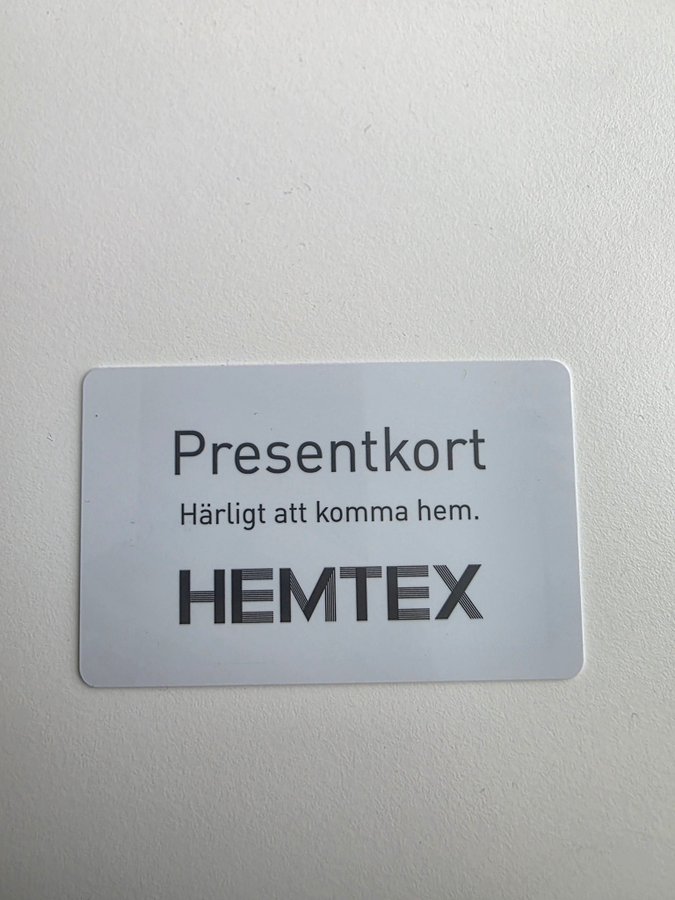 Presentkort
Härligt att komma hem.
HEMTEX